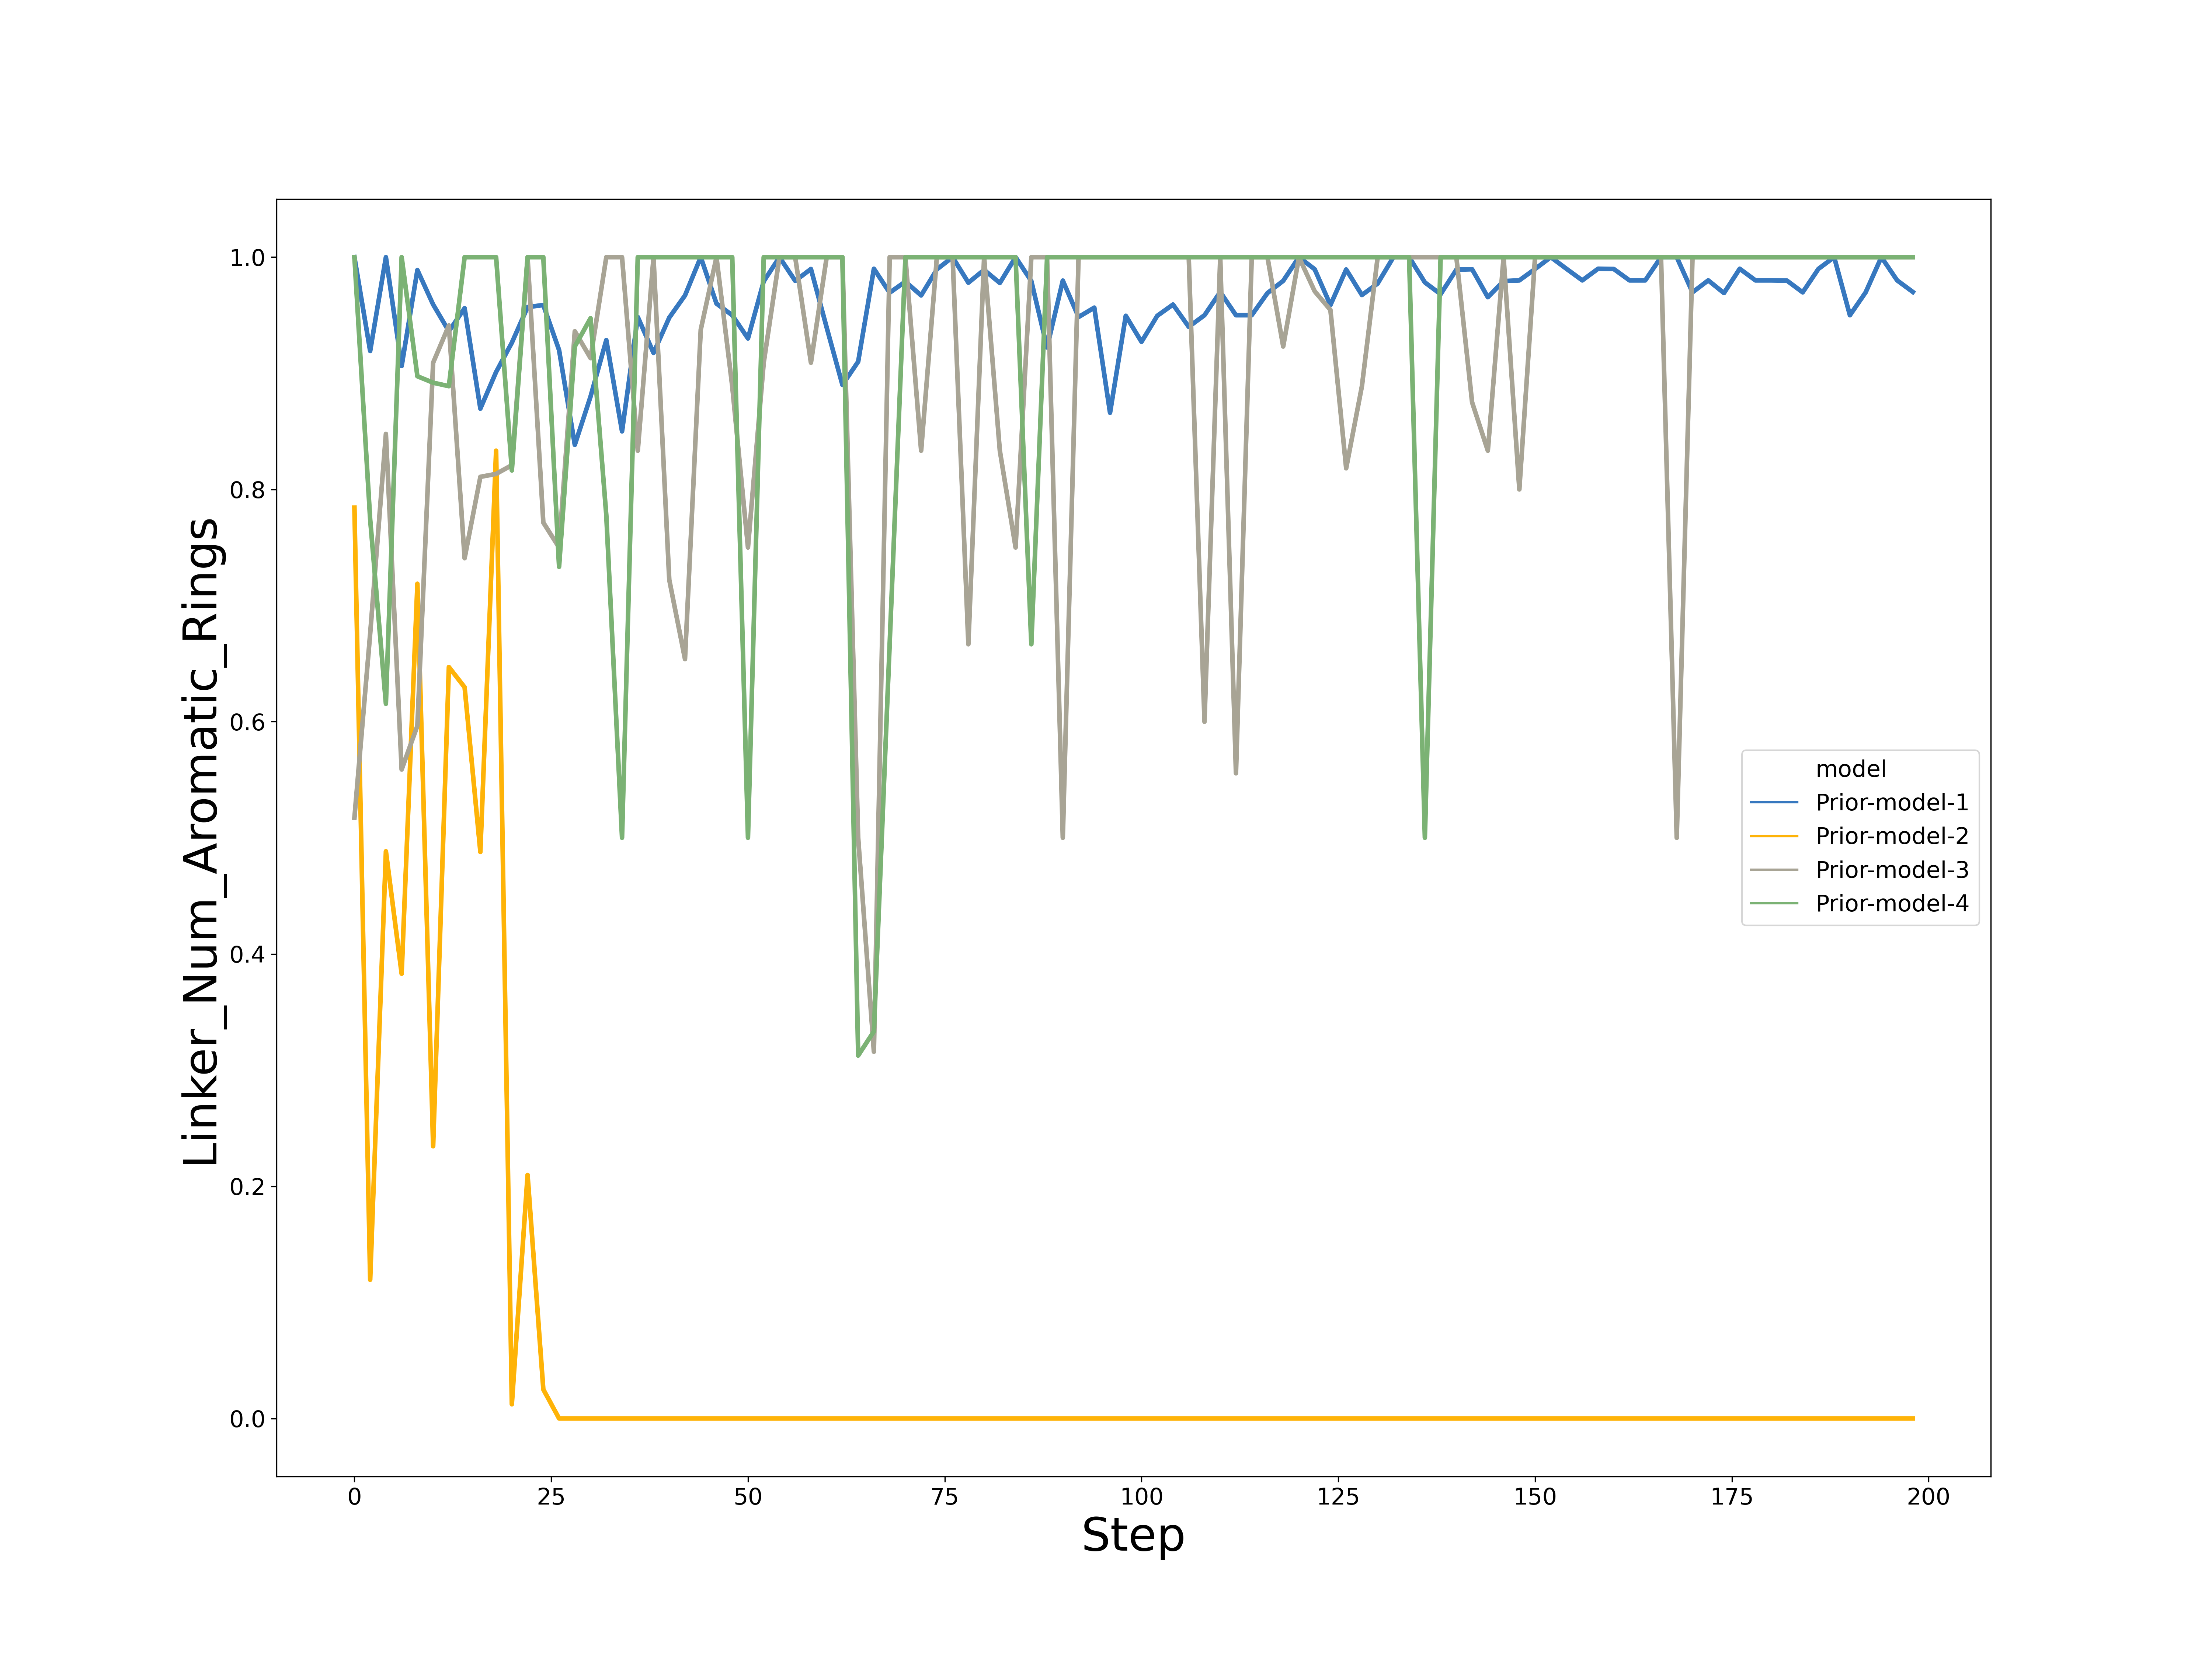 Linker_Num_Aromatic_Rings
1.0
0.8
0.6
0.4
0.2
0.0
model
Prior-model-1
Prior-model-2
Prior-model-3
Prior-model-4
0 25 50 75 100 125 150 175 200
Step